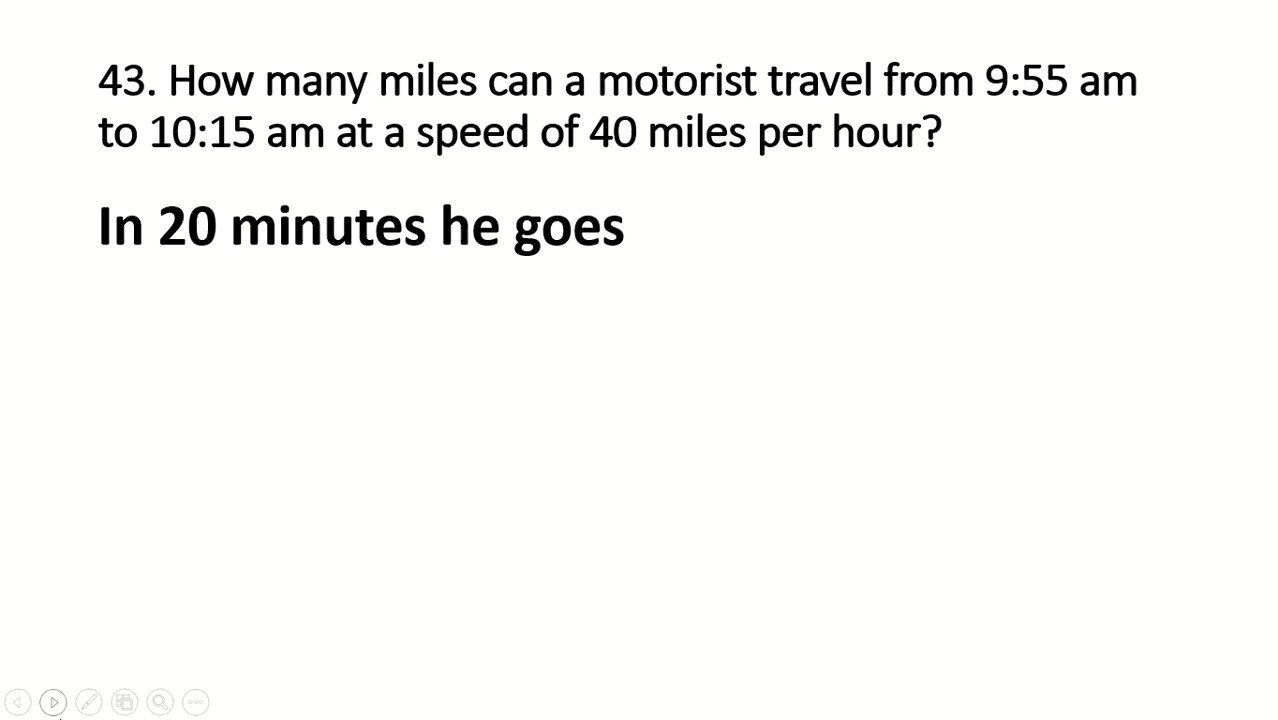 43. How many miles can a motorist travel from 9:55 am
to 10:15 am at a speed of 40 miles per hour?
In 20 minutes he goes